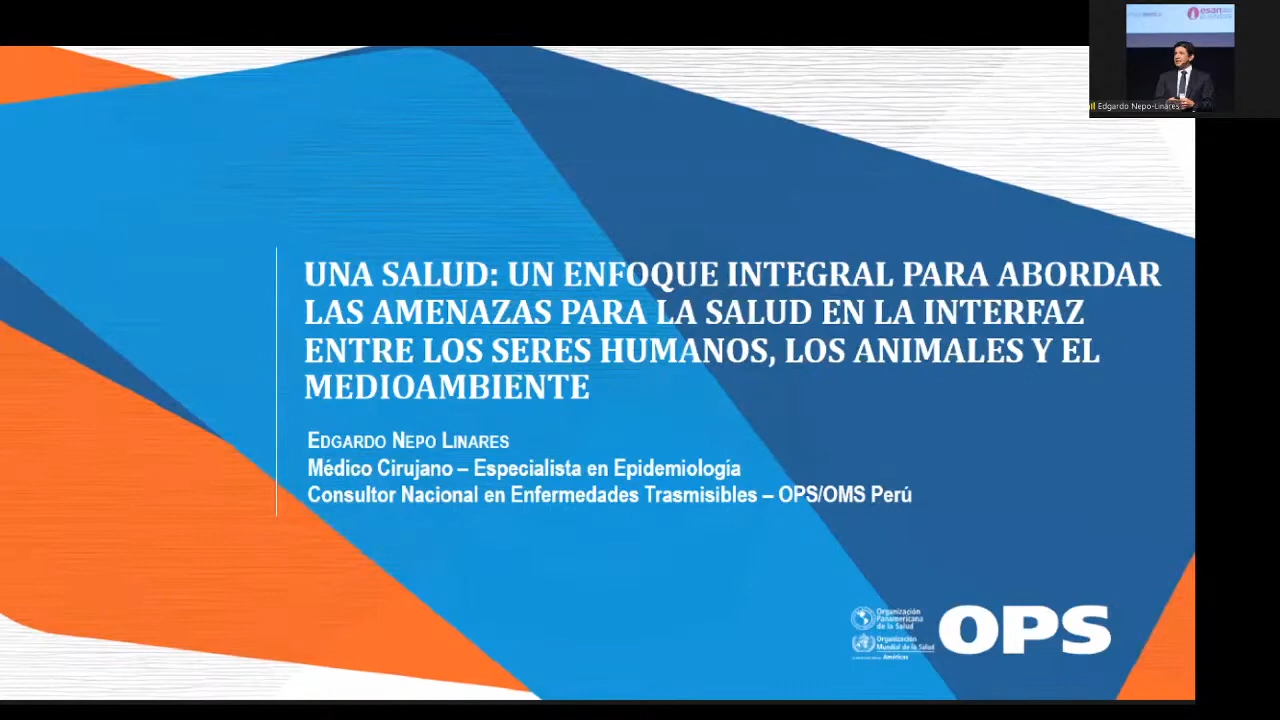 esan
Edgardo Nepo-Linares
UNA SALUD: UN ENFOQUE INTEGRAL PARA ABORDAR
LAS AMENAZAS PARA LA SALUD EN LA INTERFAZ
ENTRE LOS SERES HUMANOS, LOS ANIMALES Y EL
MEDIOAMBIENTE
EDGARDO NEPO LINARES
Médico Cirujano – Especialista en Epidemiología
Consultor Nacional en Enfermedades Trasmisibles – OPS/OMS Perú
Organización
Panamericana
de la Salud
Organización
Mundial de la Salud
Américas
OPS